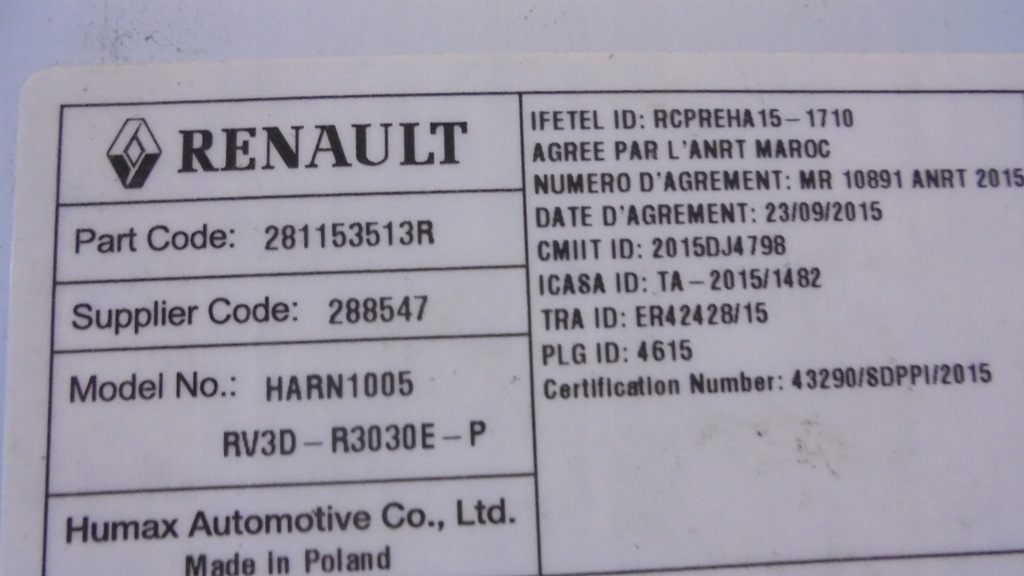 RENAULT
Part Code: 281153513R
Supplier Code: 288547
Model No.: HARN1005
RV3D-R3030E-P
Humax Automotive Co., Ltd.
Made In Poland
IFETEL ID: RCPREHA15-1710
AGREE PAR L'ANRT MAROC
NUMERO D'AGREMENT: MR 10891 ANRT 2015
DATE D'AGREMENT: 23/09/2015
CMIIT ID: 2015DJ4798
ICASA ID: TA-2015/1482
TRA ID: ER42428/15
PLG ID: 4615
Certification Number: 43290/SDPPI/2015